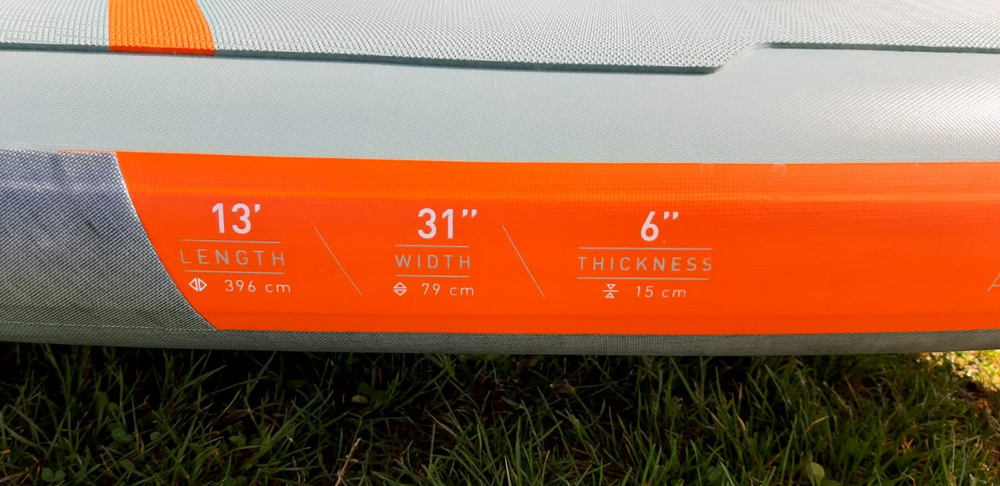 13’ 31” 6”
LENGTH WIDTH THICKNESS
396 cm 79 cm 15 cm